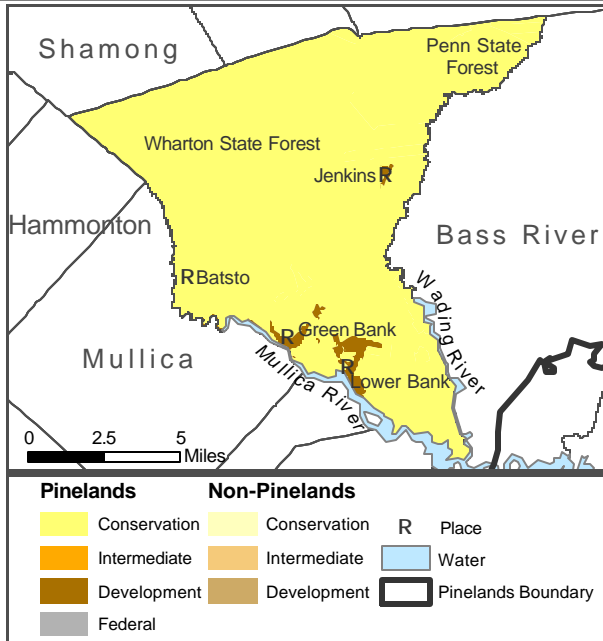 Shamong
Penn State
Forest
Wharton State Forest
Jenkins R
Hammonton
Bass River
R Batsto
Wading River
R Green Bank
Mullica
R Lower Bank
Mullica River
0 2.5 5
Miles
Pinelands Non-Pinelands
Conservation Conservation R Place
Intermediate Intermediate Water
Development Development Pinelands Boundary
Federal